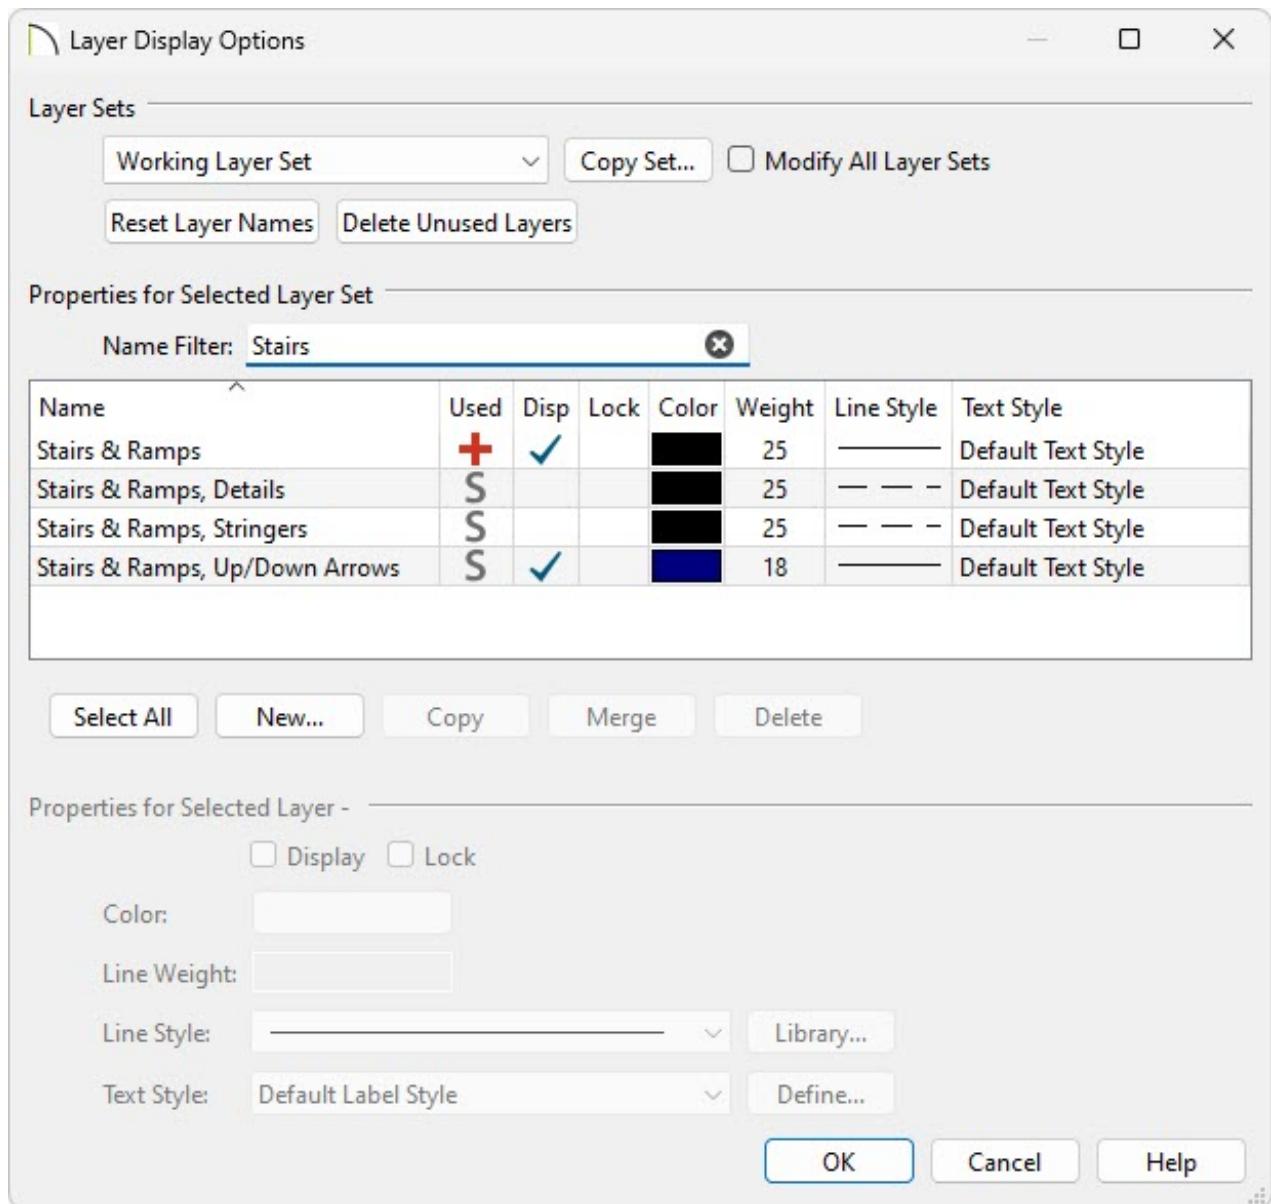 Layer Display Options
Layer Sets
Working Layer Set Copy Set... Modify All Layer Sets
Reset Layer Names Delete Unused Layers
Properties for Selected Layer Set
Name Filter: Stairs
Name Used Disp Lock Color Weight Line Style Text Style
Stairs & Ramps 25 Default Text Style
Stairs & Ramps, Details S 25 Default Text Style
Stairs & Ramps, Stringers S 25 Default Text Style
Stairs & Ramps, Up/Down Arrows S 18 Default Text Style
Select All New... Copy Merge Delete
Properties for Selected Layer -
Display Lock
Color:
Line Weight:
Line Style: Library...
Text Style: Default Label Style Define...
OK Cancel Help